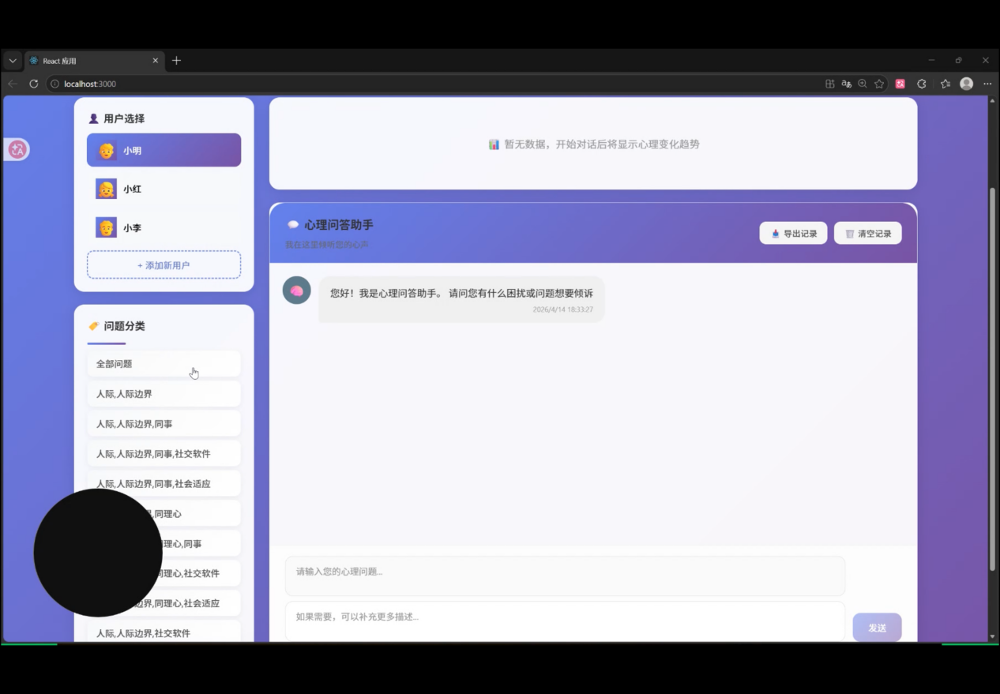 React 应用
localhost:3000
用户选择
小明
小红
小李
+ 添加新用户
问题分类
全部问题
人际,人际边界
人际,人际边界,同事
人际,人际边界,同事,社交软件
人际,人际边界,同事,社会适应
,同理心
理心,同事
同理心,社交软件
边界,同理心,社会适应
人际,人际边界,社交软件
暂无数据，开始对话后将显示心理变化趋势
心理问答助手
我在这里倾听您的心声
导出记录
清空记录
您好！我是心理问答助手。 请问您有什么困扰或问题想要倾诉
2026/4/14 18:33:27
请输入您的心理问题...
如果需要，可以补充更多描述...
发送